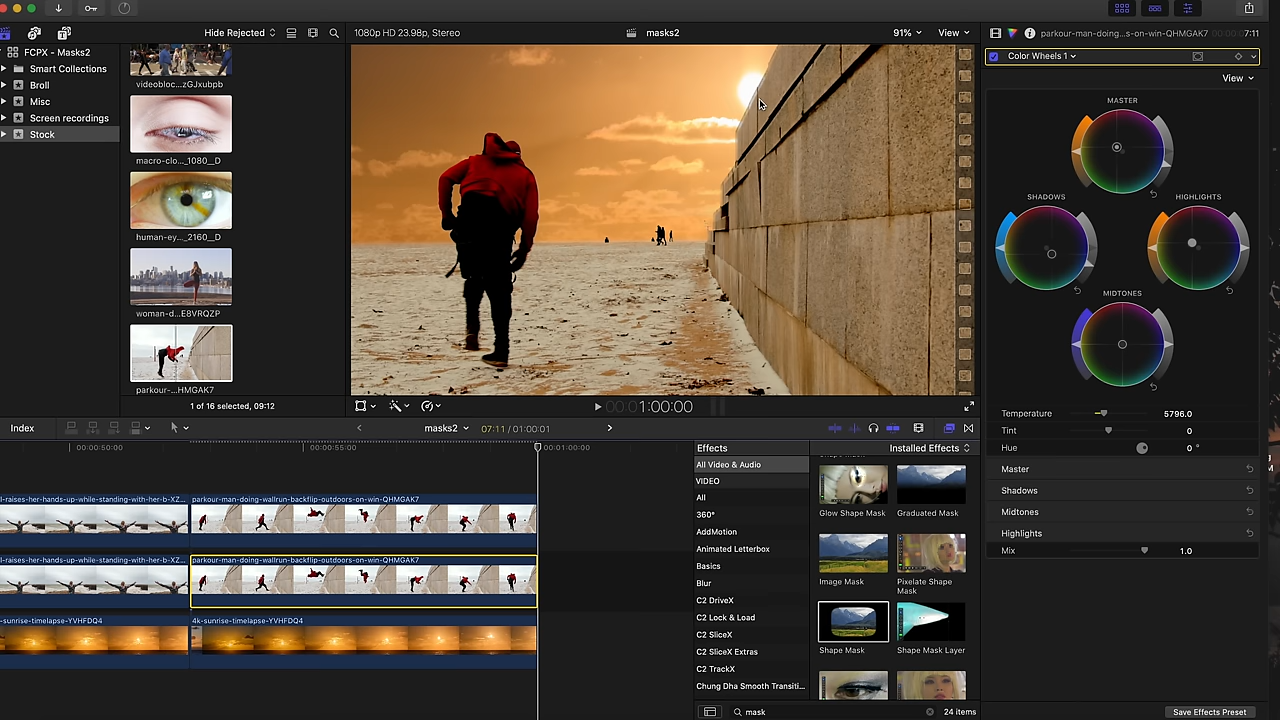 Hide Rejected
1080p HD 23.98p, Stereo
masks2
91%
View
parkour-man-doing...s-on-win-QHMGAK7
7:11
FCPX - Masks2
Smart Collections
Broll
Misc
Screen recordings
Stock
videobloc...zGJxubpb
macro-clo..._1080__D
human-ey..._2160__D
woman-d...E8VRQZP
parkour-...HMGAK7
1 of 16 selected, 09:12
1:00:00
Color Wheels 1
View
MASTER
SHADOWS
HIGHLIGHTS
MIDTONES
Temperature
5796.0
Tint
0
Hue
0 °
Master
Shadows
Midtones
Highlights
Mix
1.0
Index
masks2
07:11 / 01:00:01
00:00:50:00
00:00:55:00
00:01:00:00
l-raises-her-hands-up-while-standing-with-her-b-XZ...
parkour-man-doing-wallrun-backflip-outdoors-on-win-QHMGAK7
l-raises-her-hands-up-while-standing-with-her-b-XZ...
parkour-man-doing-wallrun-backflip-outdoors-on-win-QHMGAK7
-sunrise-timelapse-YVHFDQ4
4k-sunrise-timelapse-YVHFDQ4
Effects
Installed Effects
All Video & Audio
VIDEO
All
360°
AddMotion
Animated Letterbox
Basics
Blur
C2 DriveX
C2 Lock & Load
C2 SliceX
C2 SliceX Extras
C2 TrackX
Chung Dha Smooth Transiti...
Glow Shape Mask
Graduated Mask
Image Mask
Pixelate Shape
Mask
Shape Mask
Shape Mask Layer
mask
24 items
Save Effects Preset